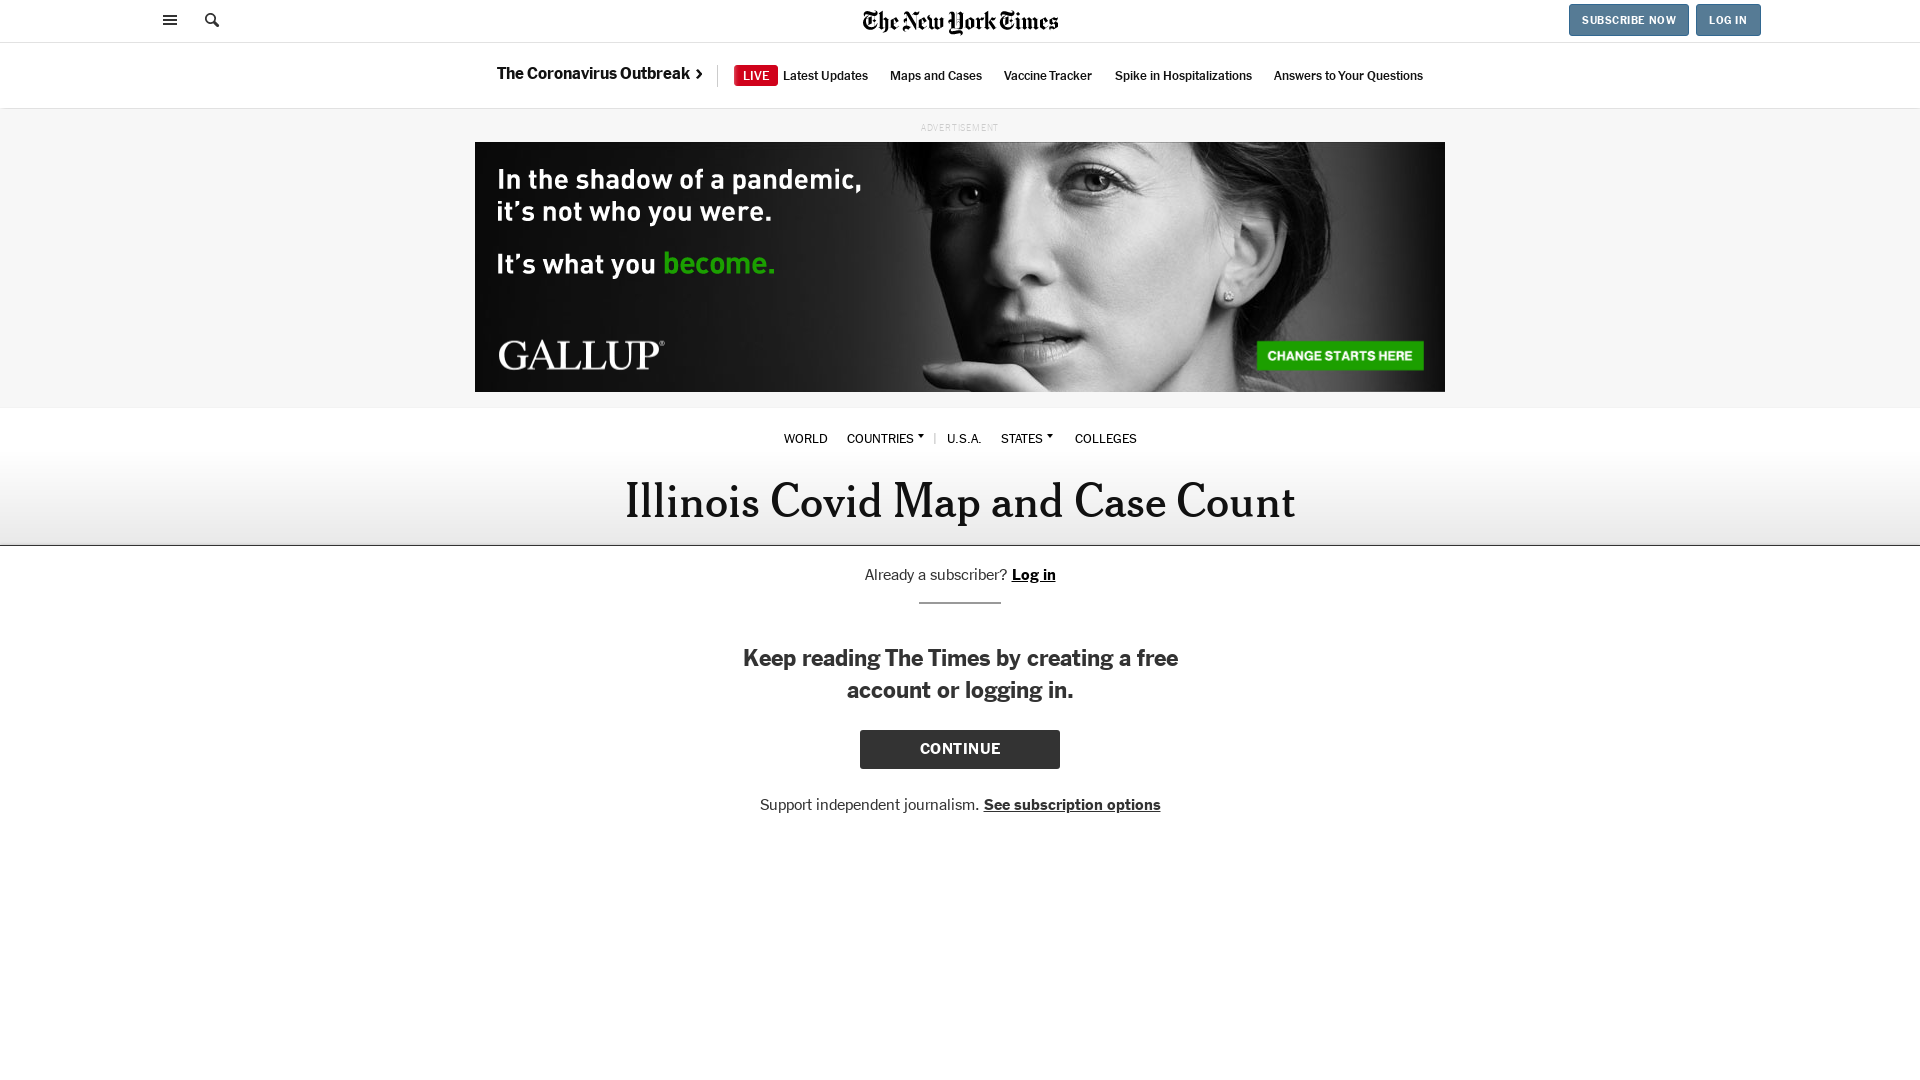 The New York Times
SUBSCRIBE NOW
LOG IN
The Coronavirus Outbreak
LIVE Latest Updates
Maps and Cases
Vaccine Tracker
Spike in Hospitalizations
Answers to Your Questions
ADVERTISEMENT
In the shadow of a pandemic,
it's not who you were.
It's what you become.
GALLUP®
CHANGE STARTS HERE
WORLD
COUNTRIES
U.S.A.
STATES
COLLEGES
Illinois Covid Map and Case Count
Already a subscriber? Log in
Keep reading The Times by creating a free
account or logging in.
CONTINUE
Support independent journalism. See subscription options